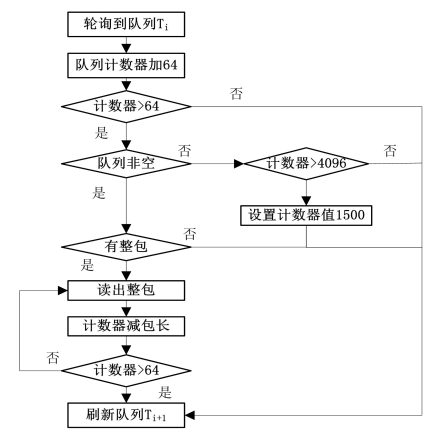 轮询到队列Ti
队列计数器加64
计数器>64
否
是
队列非空
否
计数器>4096
否
是
设置计数器值1500
有整包
否
是
读出整包
计数器减包长
计数器>64
否
是
刷新队列Ti+1